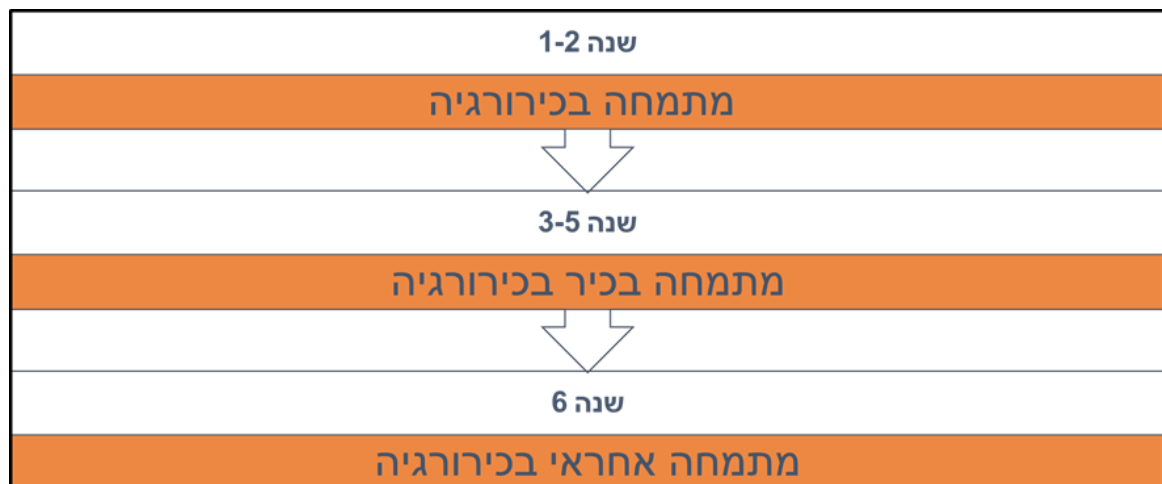 שנה 1-2
מתמחה בכירורגיה
שנה 3-5
מתמחה בכיר בכירורגיה
שנה 6
מתמחה אחראי בכירורגיה